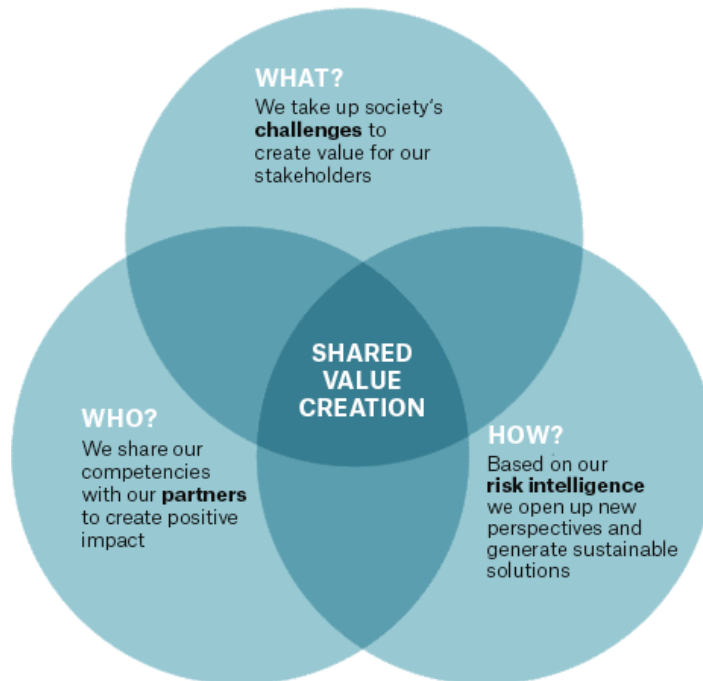 WHAT?
We take up society‘s
challenges to
create value for our
stakeholders
SHARED
VALUE
CREATION
WHO?
We share our
competencies
with our partners
to create positive
impact
HOW?
Based on our
risk intelligence
we open up new
perspectives and
generate sustainable
solutions